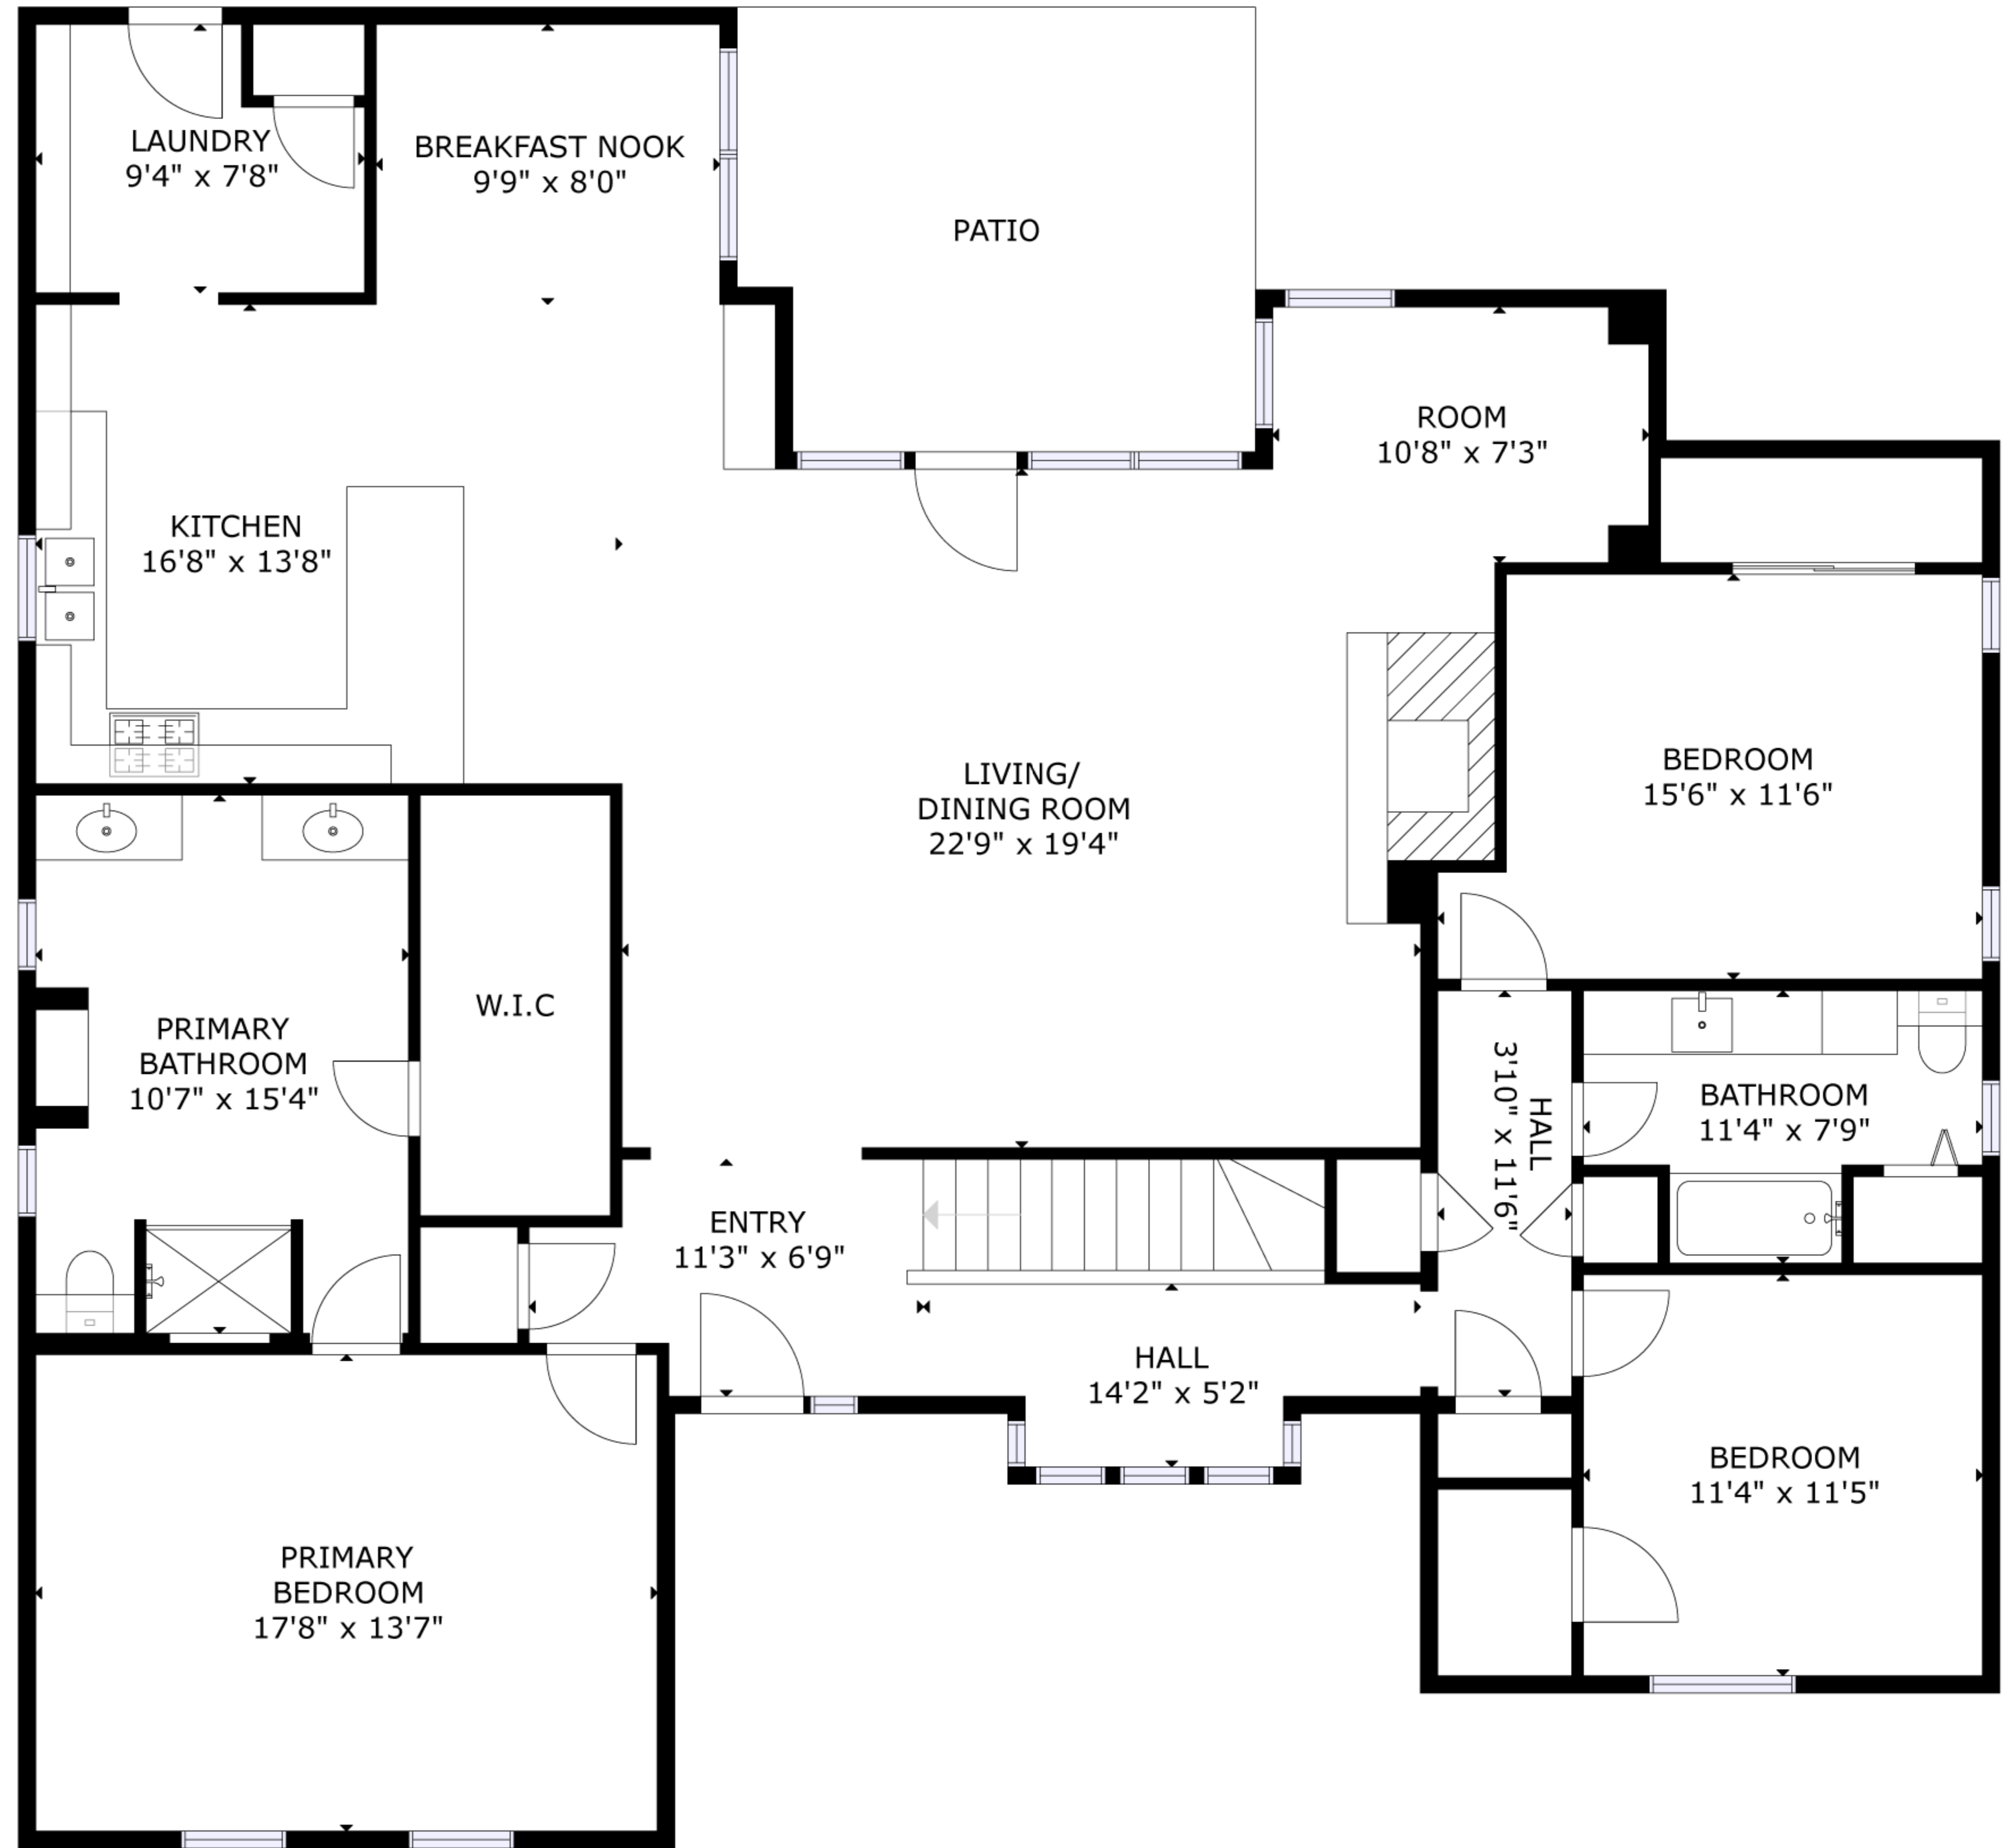 LAUNDRY
9'4" x 7'8"
BREAKFAST NOOK
9'9" x 8'0"
PATIO
ROOM
10'8" x 7'3"
KITCHEN
16'8" x 13'8"
LIVING/
DINING ROOM
22'9" x 19'4"
BEDROOM
15'6" x 11'6"
W.I.C
PRIMARY
BATHROOM
10'7" x 15'4"
HALL
3'10" x 11'6"
BATHROOM
11'4" x 7'9"
ENTRY
11'3" x 6'9"
HALL
14'2" x 5'2"
BEDROOM
11'4" x 11'5"
PRIMARY
BEDROOM
17'8" x 13'7"